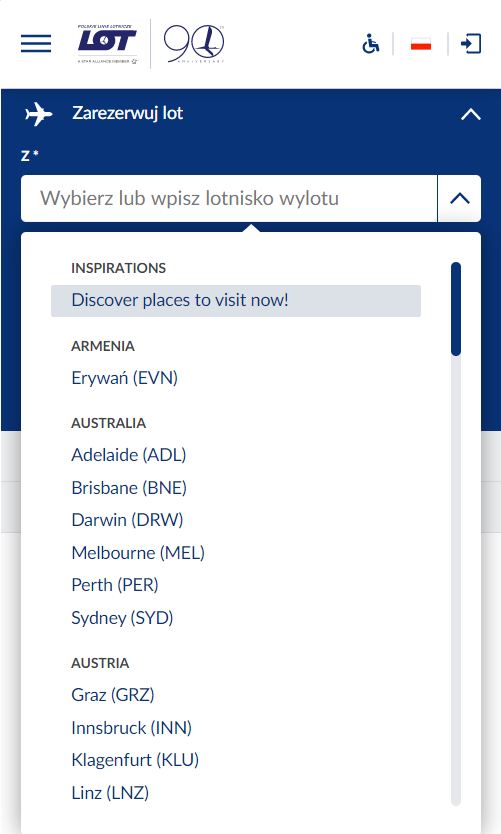 POLSKIE LINIE LOTNICZE
LOT
A STAR ALLIANCE MEMBER
90
ANNIVERSARY
Zarezerwuj lot
Z *
Wybierz lub wpisz lotnisko wylotu
INSPIRATIONS
Discover places to visit now!
ARMENIA
Erywań (EVN)
AUSTRALIA
Adelaide (ADL)
Brisbane (BNE)
Darwin (DRW)
Melbourne (MEL)
Perth (PER)
Sydney (SYD)
AUSTRIA
Graz (GRZ)
Innsbruck (INN)
Klagenfurt (KLU)
Linz (LNZ)